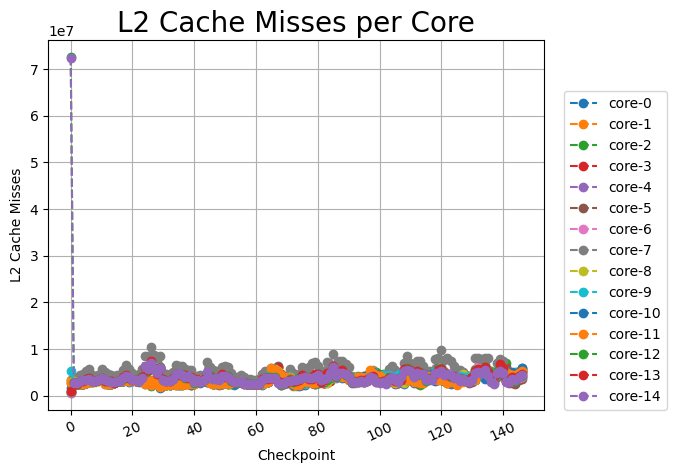 L2 Cache Misses per Core
1e7
7
6
5
4
3
2
1
0
L2 Cache Misses
0 20 40 60 80 100 120 140
Checkpoint
core-0
core-1
core-2
core-3
core-4
core-5
core-6
core-7
core-8
core-9
core-10
core-11
core-12
core-13
core-14